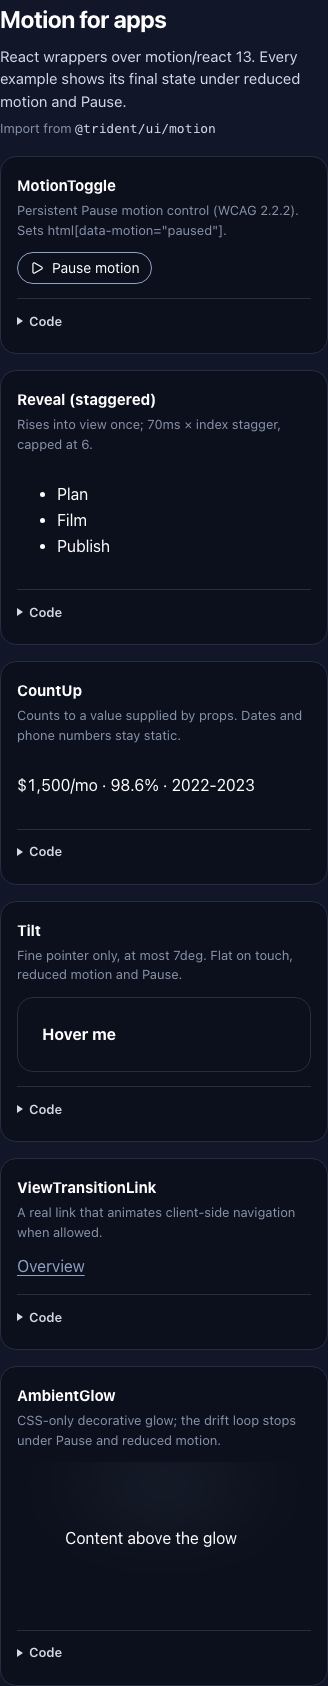 Motion for apps
React wrappers over motion/react 13. Every
example shows its final state under reduced
motion and Pause.
Import from @trident/ui/motion
MotionToggle
Persistent Pause motion control (WCAG 2.2.2).
Sets html[data-motion="paused"].
Pause motion
Code
Reveal (staggered)
Rises into view once; 70ms × index stagger,
capped at 6.
• Plan
• Film
• Publish
Code
CountUp
Counts to a value supplied by props. Dates and
phone numbers stay static.
$1,500/mo · 98.6% · 2022-2023
Code
Tilt
Fine pointer only, at most 7deg. Flat on touch,
reduced motion and Pause.
Hover me
Code
ViewTransitionLink
A real link that animates client-side navigation
when allowed.
Overview
Code
AmbientGlow
CSS-only decorative glow; the drift loop stops
under Pause and reduced motion.
Content above the glow
Code